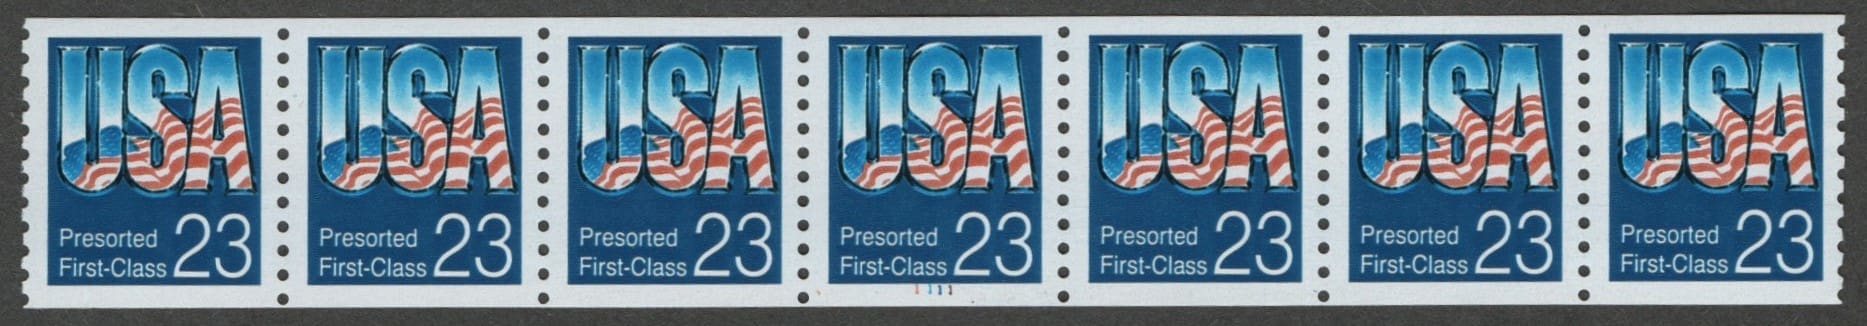 USA USA USA USA USA USA USA
Presorted 23 Presorted 23 Presorted 23 Presorted 23 Presorted 23 Presorted 23 Presorted 23
First-Class First-Class First-Class First-Class First-Class First-Class First-Class
1111